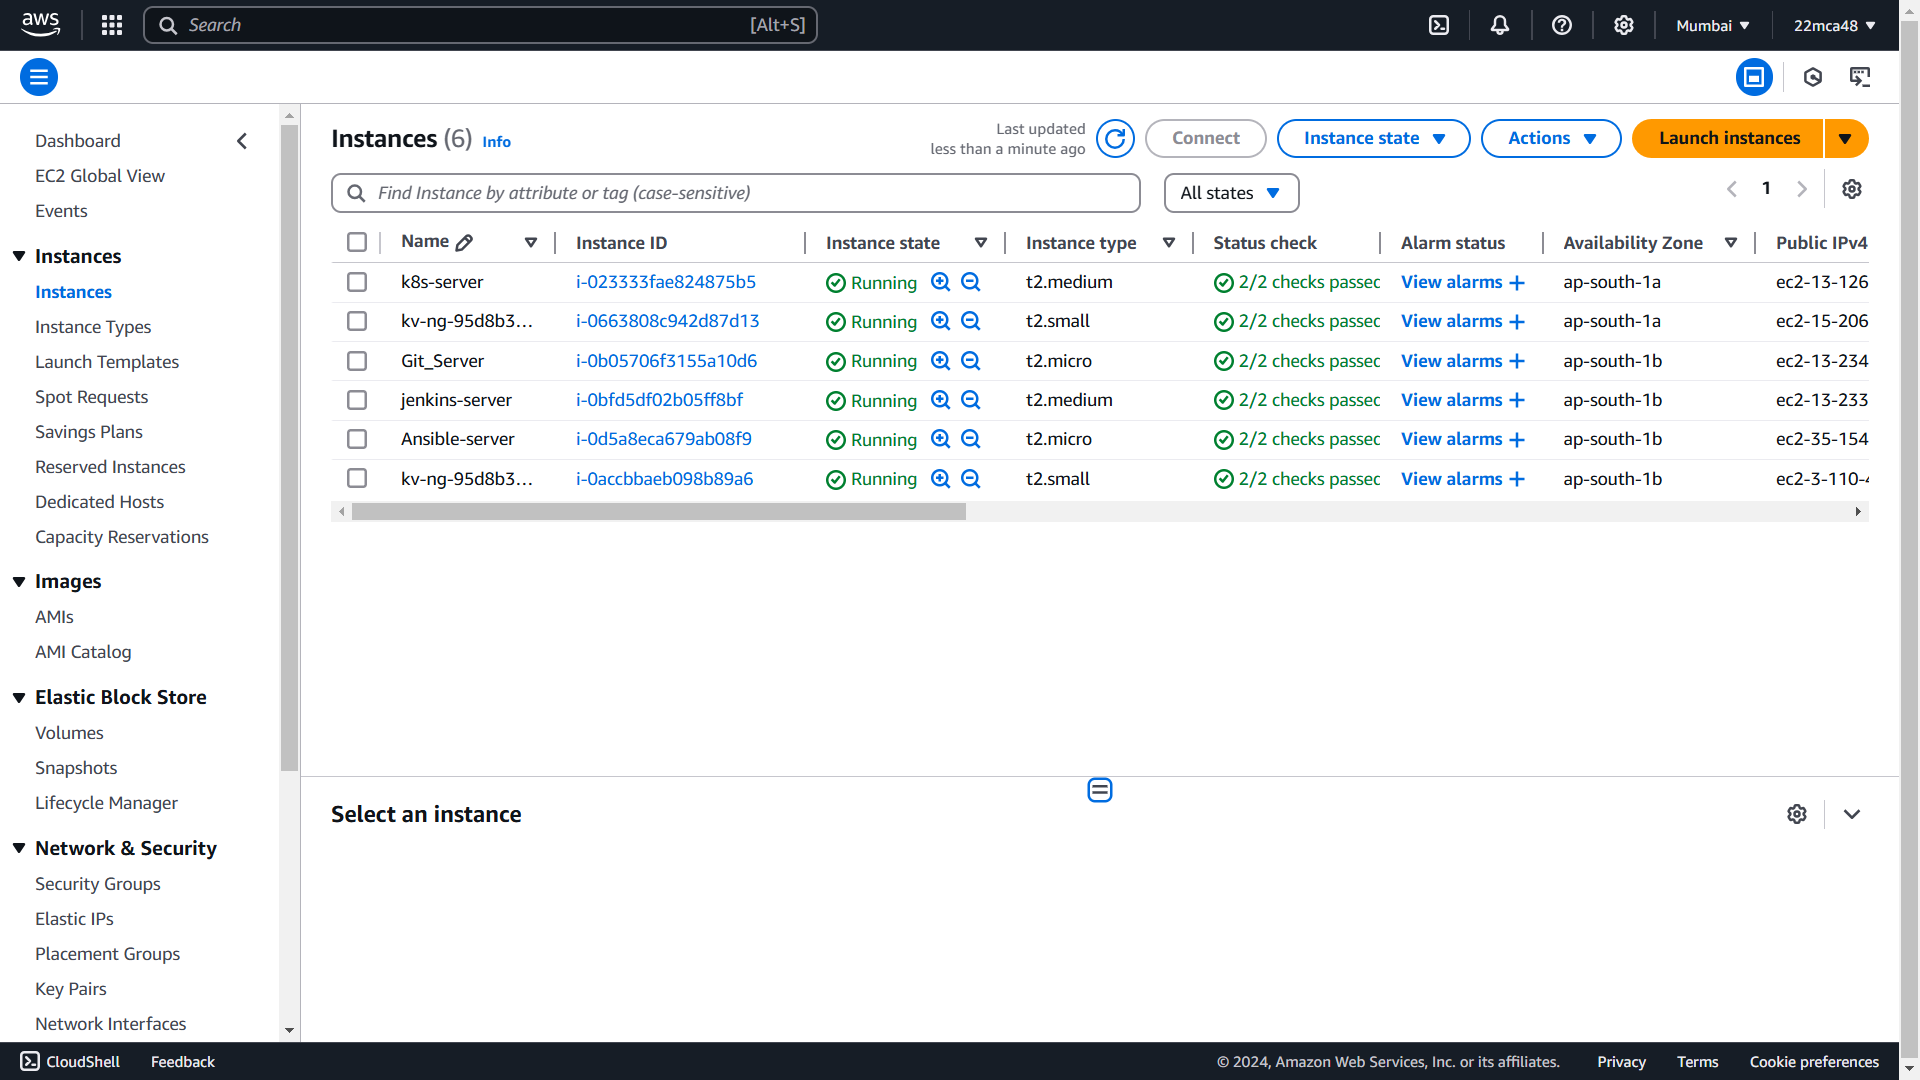 aws
Search [Alt+S]
Mumbai 22mca48
Dashboard
EC2 Global View
Events
Instances
Instances
Instance Types
Launch Templates
Spot Requests
Savings Plans
Reserved Instances
Dedicated Hosts
Capacity Reservations
Images
AMIs
AMI Catalog
Elastic Block Store
Volumes
Snapshots
Lifecycle Manager
Network & Security
Security Groups
Elastic IPs
Placement Groups
Key Pairs
Network Interfaces
Instances (6) Info
Last updated
less than a minute ago
Connect Instance state Actions Launch instances
Find Instance by attribute or tag (case-sensitive) All states 1
Name Instance ID Instance state Instance type Status check Alarm status Availability Zone Public IPv4
k8s-server i-023333fae824875b5 Running t2.medium 2/2 checks passed View alarms + ap-south-1a ec2-13-126
kv-ng-95d8b3... i-0663808c942d87d13 Running t2.small 2/2 checks passed View alarms + ap-south-1a ec2-15-206
Git_Server i-0b05706f3155a10d6 Running t2.micro 2/2 checks passed View alarms + ap-south-1b ec2-13-234
jenkins-server i-0bfd5df02b05ff8bf Running t2.medium 2/2 checks passed View alarms + ap-south-1b ec2-13-233
Ansible-server i-0d5a8eca679ab08f9 Running t2.micro 2/2 checks passed View alarms + ap-south-1b ec2-35-154
kv-ng-95d8b3... i-0accbbaeb098b89a6 Running t2.small 2/2 checks passed View alarms + ap-south-1b ec2-3-110-4
Select an instance
CloudShell Feedback © 2024, Amazon Web Services, Inc. or its affiliates. Privacy Terms Cookie preferences